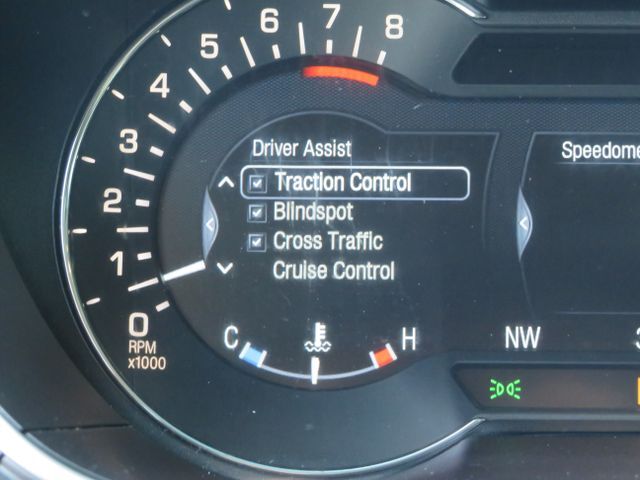 8
7
6
5
4
3
2
1
0
RPM
x1000
Driver Assist
Traction Control
Blindspot
Cross Traffic
Cruise Control
C
H
Speedome
NW